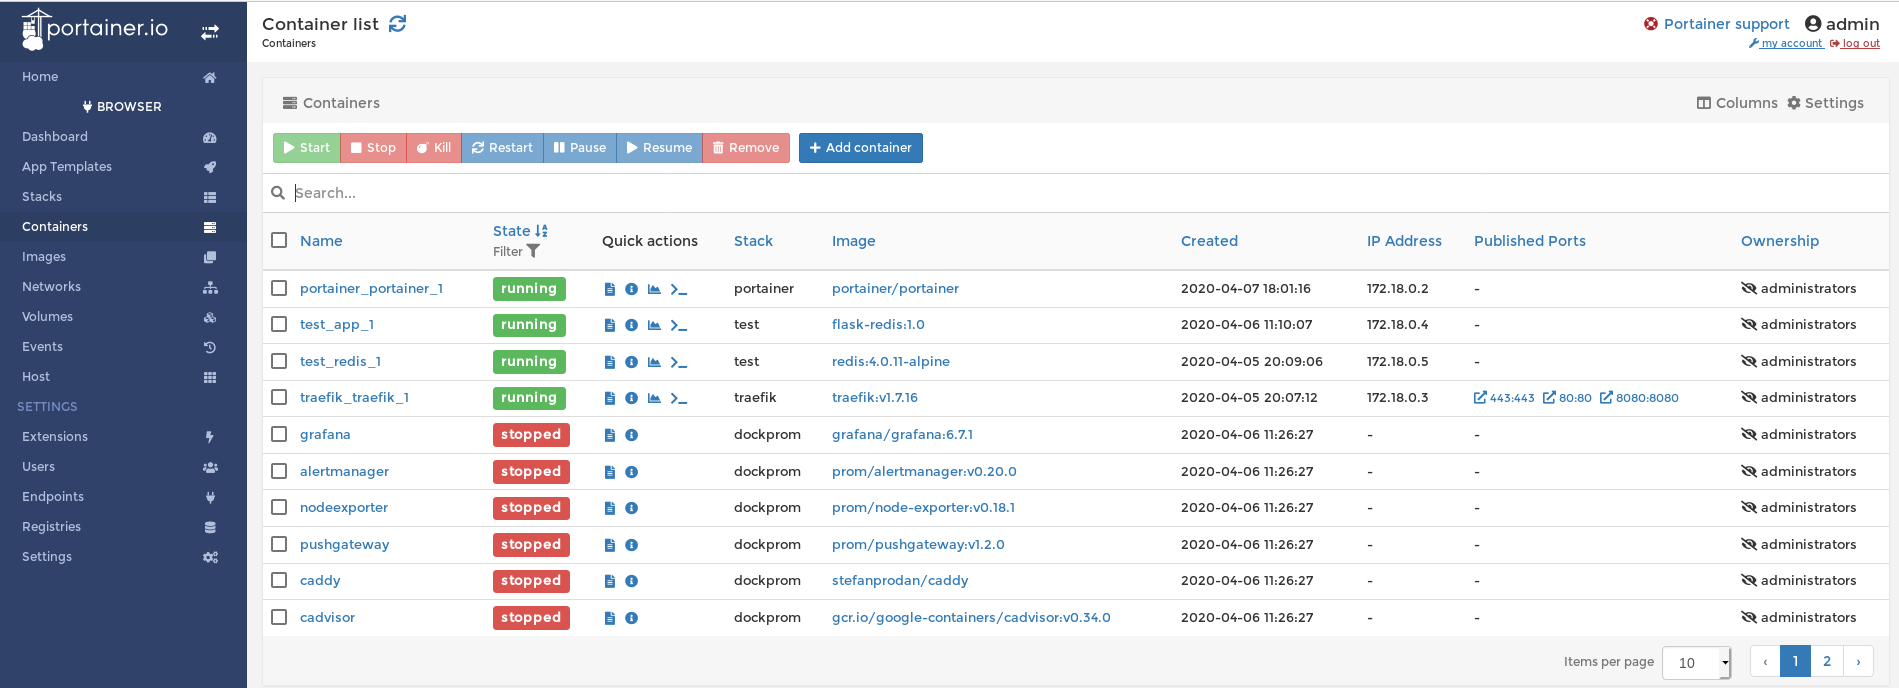 portainer.io
Container list
Containers
Portainer support admin
my account log out
Home
BROWSER
Dashboard
App Templates
Stacks
Containers
Images
Networks
Volumes
Events
Host
SETTINGS
Extensions
Users
Endpoints
Registries
Settings
Containers
Columns Settings
Start Stop Kill Restart Pause Resume Remove Add container
Search...
Name State Filter Quick actions Stack Image Created IP Address Published Ports Ownership
portainer_portainer_1 running portainer portainer/portainer 2020-04-07 18:01:16 172.18.0.2 - administrators
test_app_1 running test flask-redis:1.0 2020-04-06 11:10:07 172.18.0.4 - administrators
test_redis_1 running test redis:4.0.11-alpine 2020-04-05 20:09:06 172.18.0.5 - administrators
traefik_traefik_1 running traefik traefik:v1.7.16 2020-04-05 20:07:12 172.18.0.3 443:443 80:80 8080:8080 administrators
grafana stopped dockprom grafana/grafana:6.7.1 2020-04-06 11:26:27 - - administrators
alertmanager stopped dockprom prom/alertmanager:v0.20.0 2020-04-06 11:26:27 - - administrators
nodeexporter stopped dockprom prom/node-exporter:v0.18.1 2020-04-06 11:26:27 - - administrators
pushgateway stopped dockprom prom/pushgateway:v1.2.0 2020-04-06 11:26:27 - - administrators
caddy stopped dockprom stefanprodan/caddy 2020-04-06 11:26:27 - - administrators
cadvisor stopped dockprom gcr.io/google-containers/cadvisor:v0.34.0 2020-04-06 11:26:27 - - administrators
Items per page 10 ‹ 1 2 ›